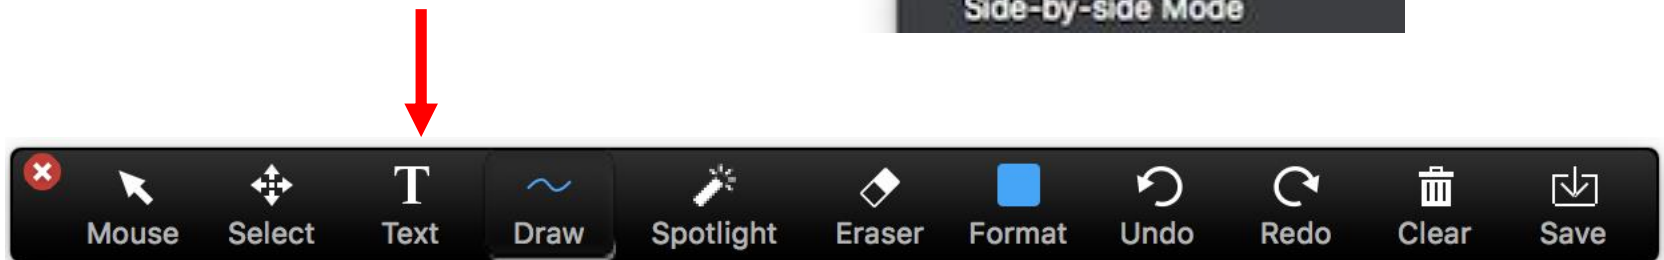 Side-by-side Mode
T
Mouse Select Text Draw Spotlight Eraser Format Undo Redo Clear Save